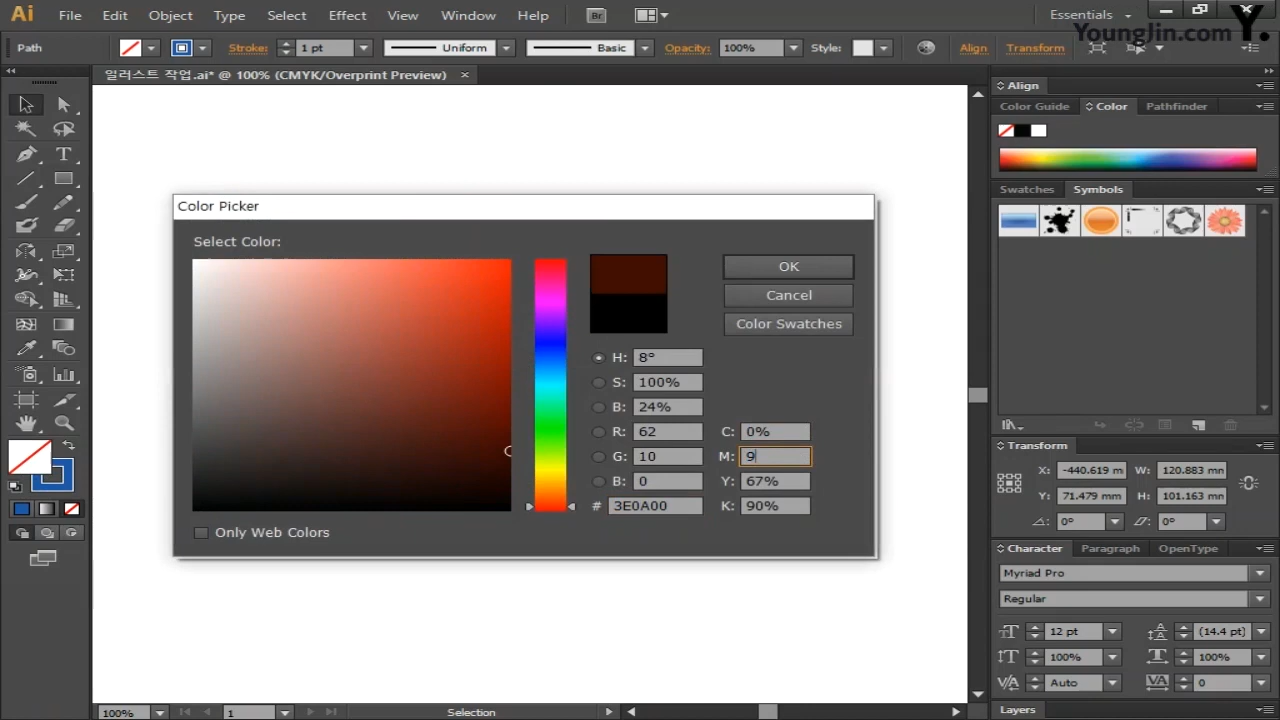 Ai File Edit Object Type Select Effect View Window Help Br Essentials
YoungJin.com Y.
Path Stroke: 1 pt Uniform Basic Opacity: 100% Style: Align Transform
일러스트 작업.ai* @ 100% (CMYK/Overprint Preview) ×
Align
Color Guide Color Pathfinder
Swatches Symbols
Color Picker
Select Color:
OK
Cancel
Color Swatches
H: 8°
S: 100%
B: 24%
R: 62 C: 0%
G: 10 M: 9
B: 0 Y: 67%
# 3E0A00 K: 90%
Only Web Colors
Transform
X: -440.619 m W: 120.883 mn
Y: 71.479 mm H: 101.163 mn
0° 0°
Character Paragraph OpenType
Myriad Pro
Regular
12 pt (14.4 pt)
100% 100%
Auto 0
Layers
100% 1 Selection